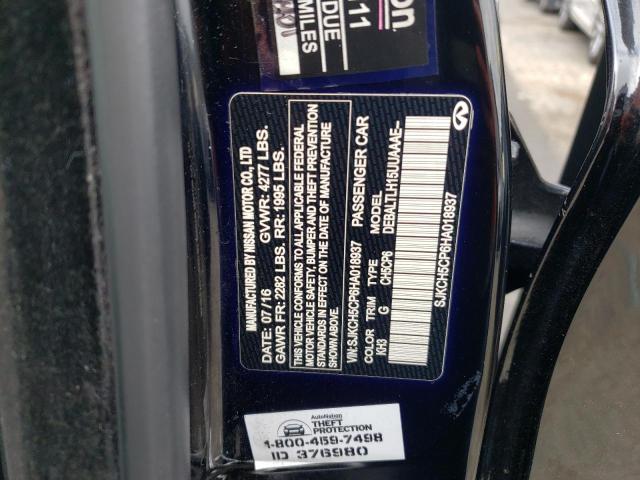 on
111
DUE
MILES
MANUFACTURED BY NISSAN MOTOR CO., LTD
DATE: 07/16 GVWR: 4277 LBS.
GAWR FR: 2282 LBS. RR: 1995 LBS.
THIS VEHICLE CONFORMS TO ALL APPLICABLE FEDERAL
MOTOR VEHICLE SAFETY, BUMPER AND THEFT PREVENTION
STANDARDS IN EFFECT ON THE DATE OF MANUFACTURE
SHOWN ABOVE.
VIN:SJKCH5CP6HA018937 PASSENGER CAR
COLOR TRIM TYPE MODEL
KH3 G CH5CP6 DEBALTLH15UUAAAE-
SJKCH5CP6HA018937
AutoNation
THEFT
PROTECTION
1-800-459-7498
ID 376980